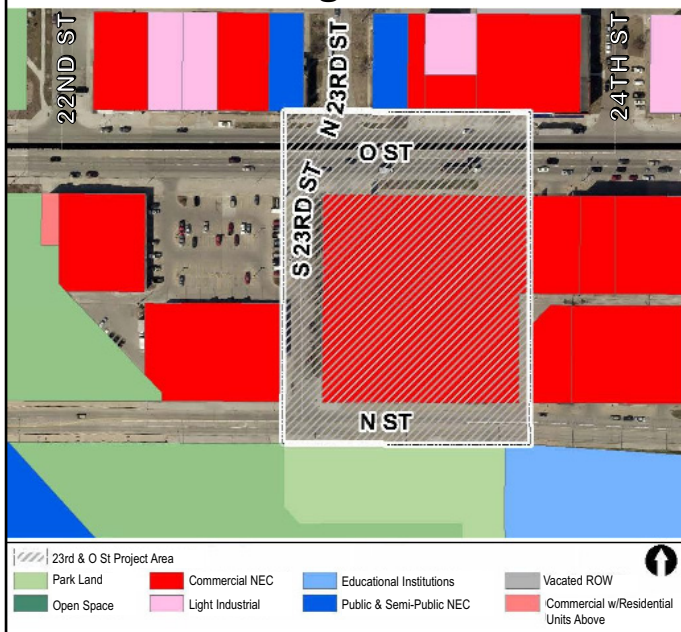 22ND ST
N 23RD ST
24TH ST
O ST
S 23RD ST
N ST
23rd & O St Project Area
Park Land
Commercial NEC
Educational Institutions
Vacated ROW
Open Space
Light Industrial
Public & Semi-Public NEC
Commercial w/Residential
Units Above